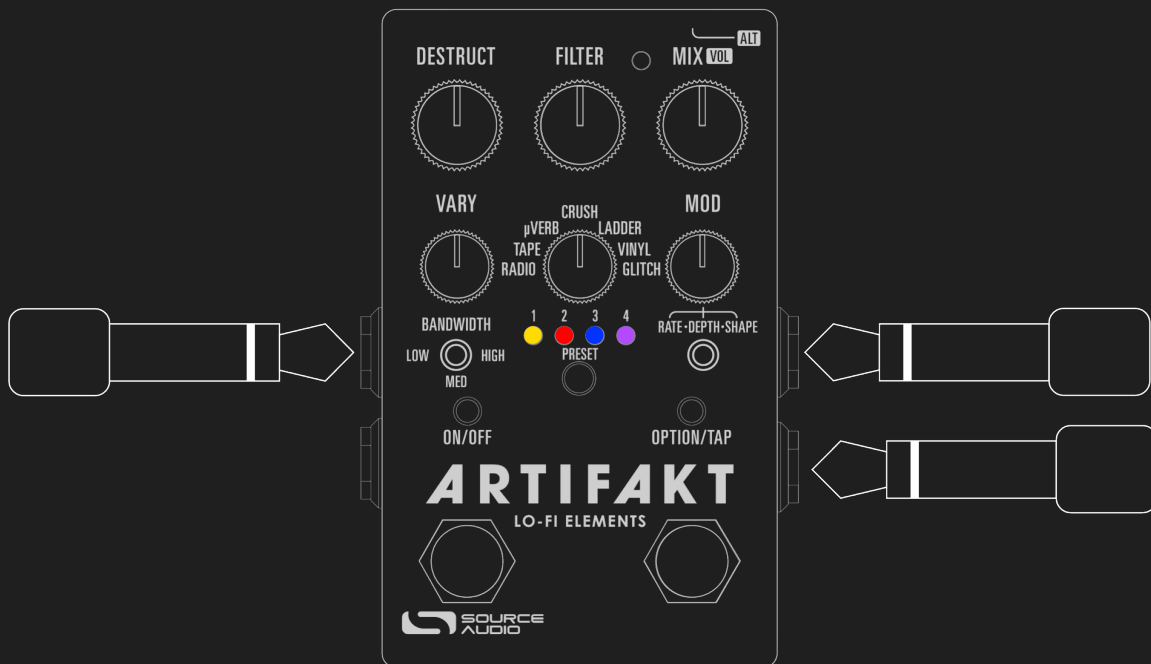 ALT
DESTRUCT FILTER MIX VOL
VARY CRUSH MOD
µVERB LADDER
TAPE VINYL
RADIO GLITCH
1 2 3 4
BANDWIDTH RATE•DEPTH•SHAPE
LOW HIGH PRESET
MED
ON/OFF OPTION/TAP
ARTIFAKT
LO-FI ELEMENTS
SOURCE
AUDIO